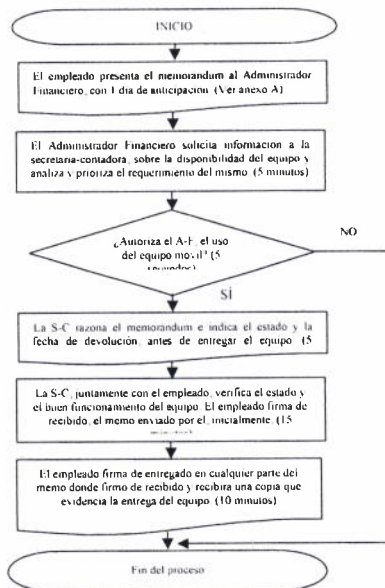 INICIO
El empleado presenta el memorandum al Administrador
Financiero, con 1 dia de anticipación. (Ver anexo A)
El Administrador Financiero solicita información a la
secretaria-contadora, sobre la disponibilidad del equipo y
analiza y prioriza el requerimiento del mismo. (5 minutos)
¿Autoriza el A-F, el uso
del equipo movil? (5
NO
SÍ
La S-C razona el memorándum e indica el estado y la
fecha de devolución, antes de entregar el equipo. (5
La S-C, juntamente con el empleado, verifica el estado y
el buen funcionamiento del equipo. El empleado firma de
recibido, el memo enviado por el, inicialmente. (15
El empleado firma de entregado en cualquier parte del
memo donde firmo de recibido y recibira una copia que
evidencia la entrega del equipo. (10 minutos)
Fin del proceso